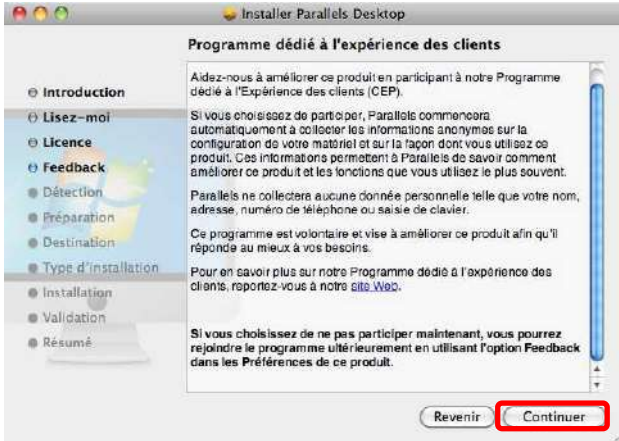 Installer Parallels Desktop
Programme dédié à l'expérience des clients
Introduction
Lisez-moi
Licence
Feedback
Détection
Préparation
Destination
Type d'installation
Installation
Validation
Résumé
Aidez-nous à améliorer ce produit en participant à notre Programme
dédié à l'Expérience des clients (CEP).
Si vous choisissez de participer, Parallels commencera
automatiquement à collecter les informations anonymes sur la
configuration de votre matériel et sur la façon dont vous utilisez ce
produit. Ces informations permettent à Parallels de savoir comment
améliorer ce produit et les fonctions que vous utilisez le plus souvent.
Parallels ne collectera aucune donnée personnelle telle que votre nom,
adresse, numéro de téléphone ou saisie de clavier.
Ce programme est volontaire et vise à améliorer ce produit afin qu'il
réponde au mieux à vos besoins.
Pour en savoir plus sur notre Programme dédié à l'expérience des
clients, reportez-vous à notre site Web.
Si vous choisissez de ne pas participer maintenant, vous pourrez
rejoindre le programme ultérieurement en utilisant l'option Feedback
dans les Préférences de ce produit.
Revenir
Continuer